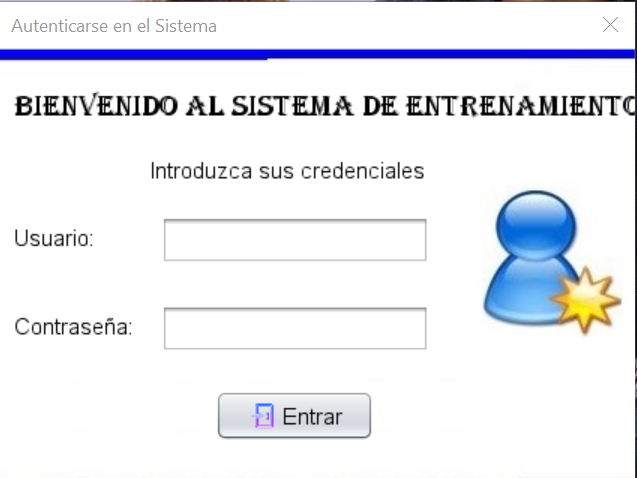 Autenticarse en el Sistema
BIENVENIDO AL SISTEMA DE ENTRENAMIENTO
Introduzca sus credenciales
Usuario:
Contraseña:
Entrar